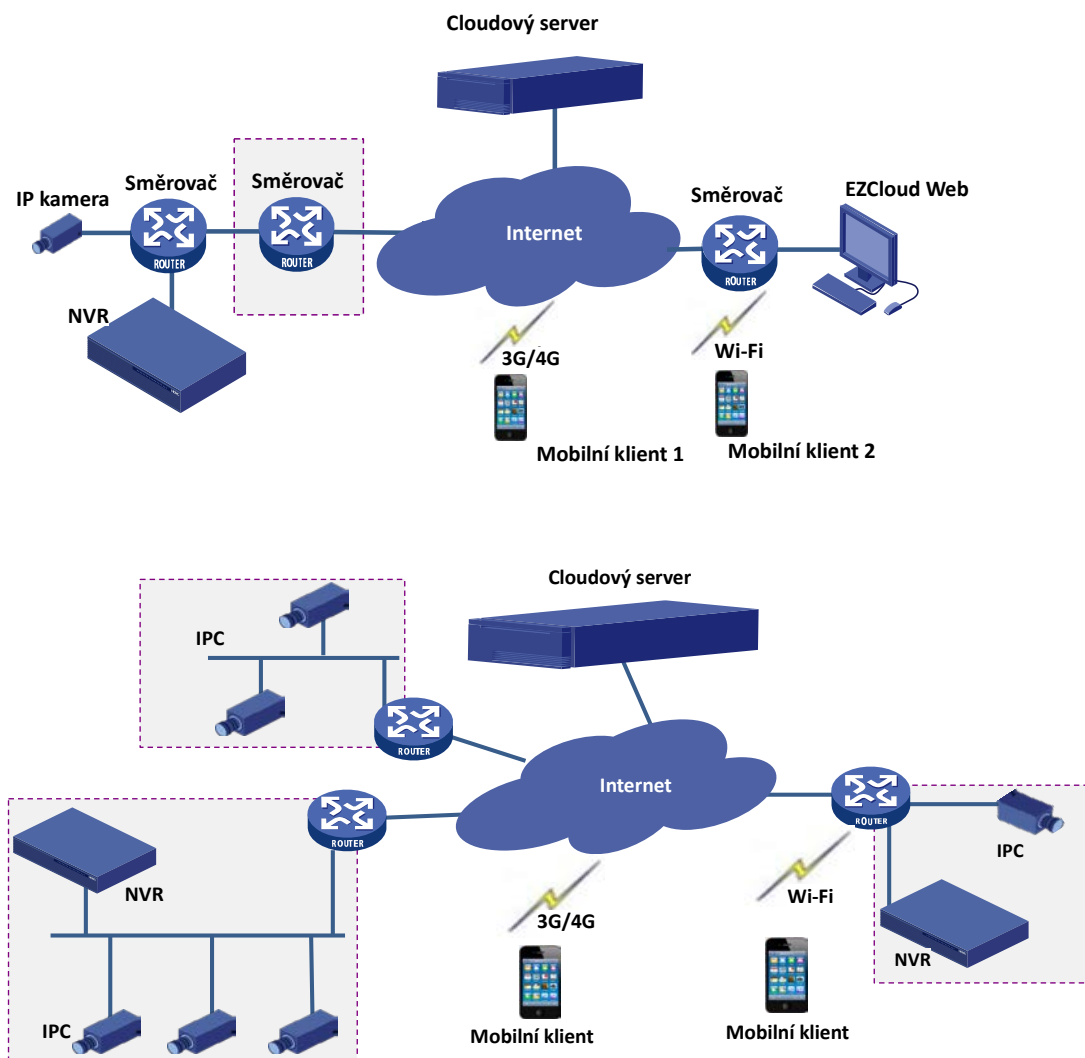 Cloudový server
IP kamera
Směrovač
Směrovač
Směrovač
EZCloud Web
Internet
ROUTER
ROUTER
ROUTER
NVR
3G/4G
Wi-Fi
Mobilní klient 1
Mobilní klient 2
Cloudový server
IPC
ROUTER
Internet
ROUTER
ROUTER
IPC
NVR
3G/4G
Wi-Fi
NVR
IPC
Mobilní klient
Mobilní klient